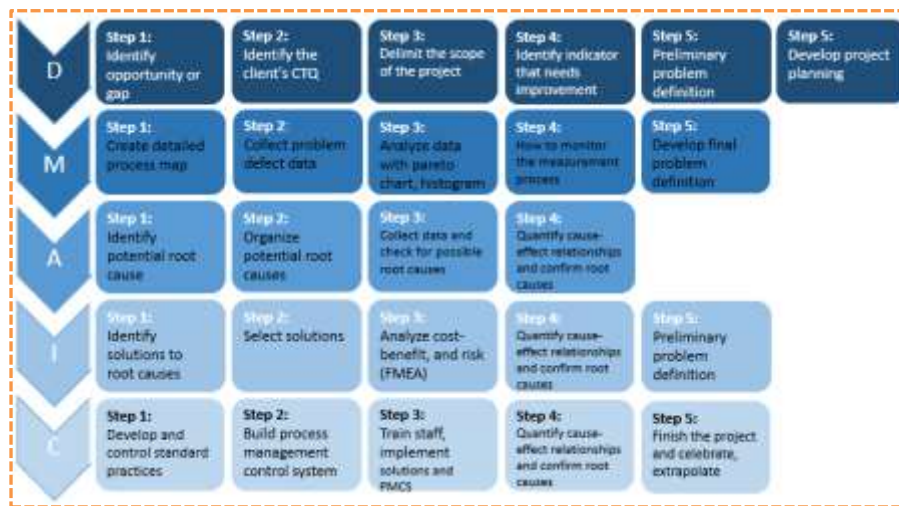 D
Step 1:
Identify
opportunity or
gap
Step 2:
Identify the
client's CTQ
Step 3:
Delimit the scope
of the project
Step 4:
Identify indicator
that needs
improvement
Step 5:
Preliminary
problem
definition
Step 5:
Develop project
planning
M
Step 1:
Create detailed
process map
Step 2:
Collect problem
defect data
Step 3:
Analyze data
with pareto
chart, histogram
Step 4:
How to monitor
the measurement
process
Step 5:
Develop final
problem
definition
A
Step 1:
Identify
potential root
cause
Step 2:
Organize
potential root
causes
Step 3:
Collect data and
check for possible
root causes
Step 4:
Quantify cause-
effect relationships
and confirm root
causes
I
Step 1:
Identify
solutions to
root causes
Step 2:
Select solutions
Step 3:
Analyze cost-
benefit, and risk
(FMEA)
Step 4:
Quantify cause-
effect relationships
and confirm root
causes
Step 5:
Preliminary
problem
definition
C
Step 1:
Develop and
control standard
practices
Step 2:
Build process
management
control system
Step 3:
Train staff,
implement
solutions and
PMCS
Step 4:
Quantify cause-
effect relationships
and confirm root
causes
Step 5:
Finish the project
and celebrate,
extrapolate